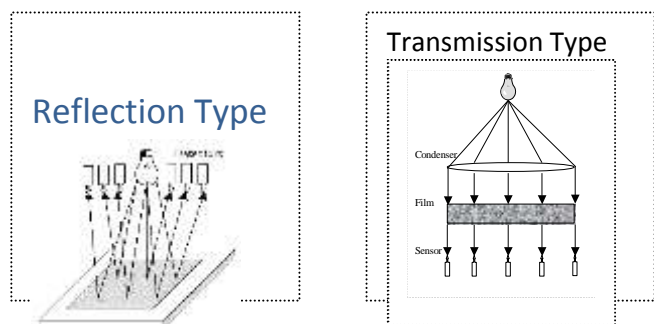 Reflection Type
Transmission Type
Condenser
Film
Sensor